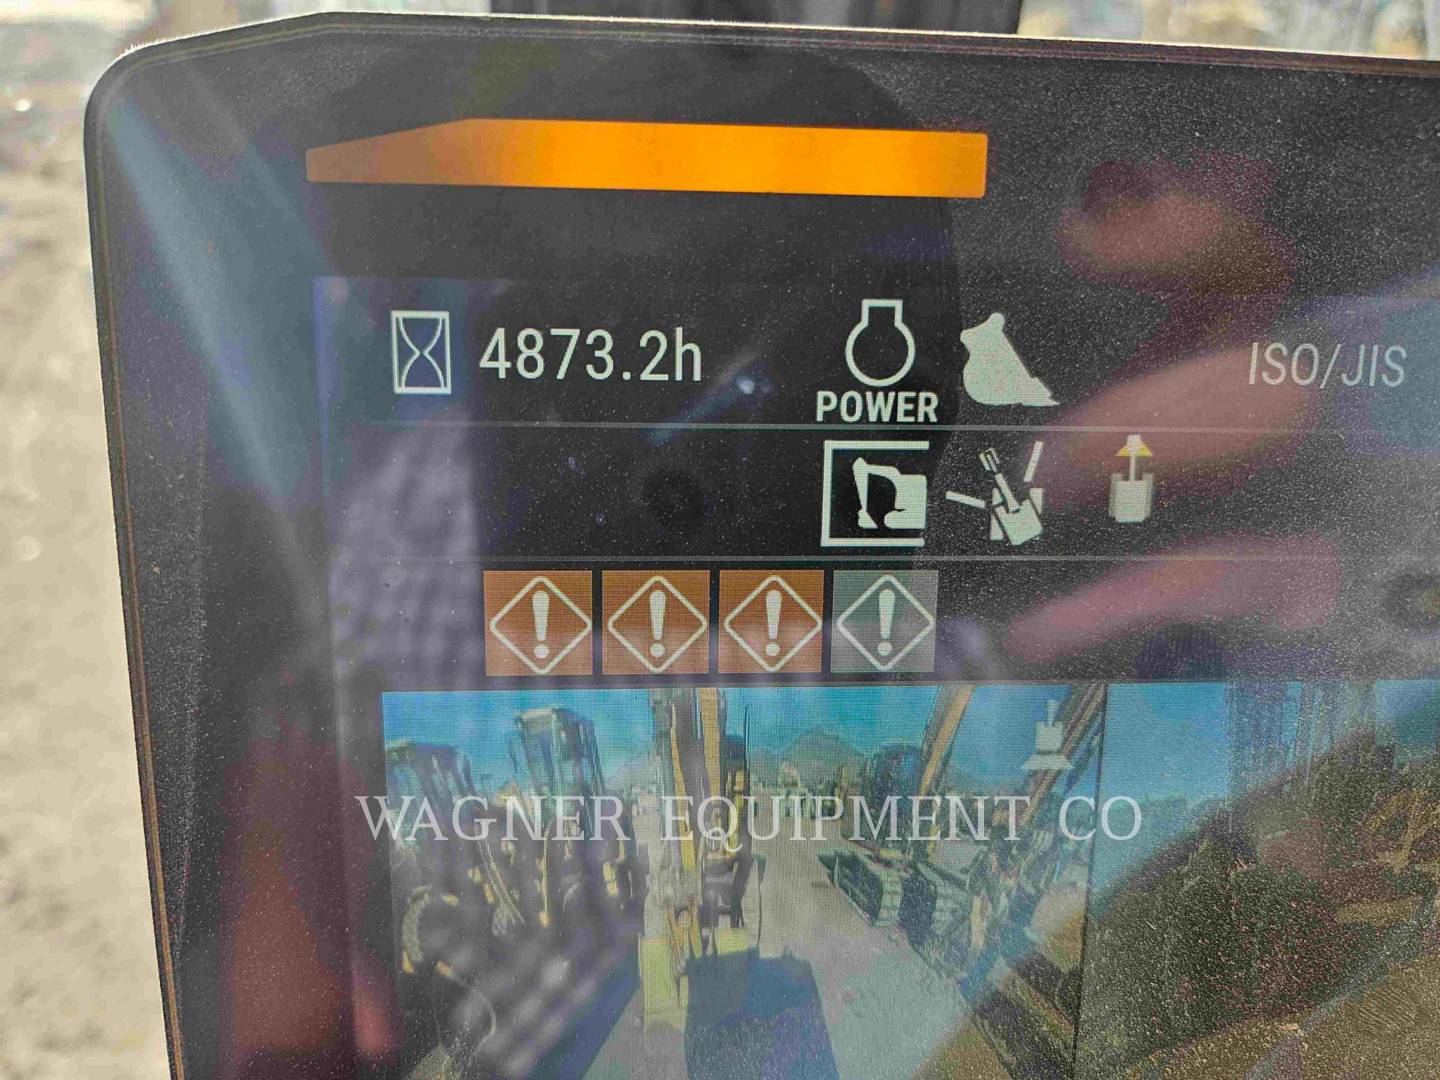 4873.2h
POWER
ISO/JIS
WAGNER EQUIPMENT CO